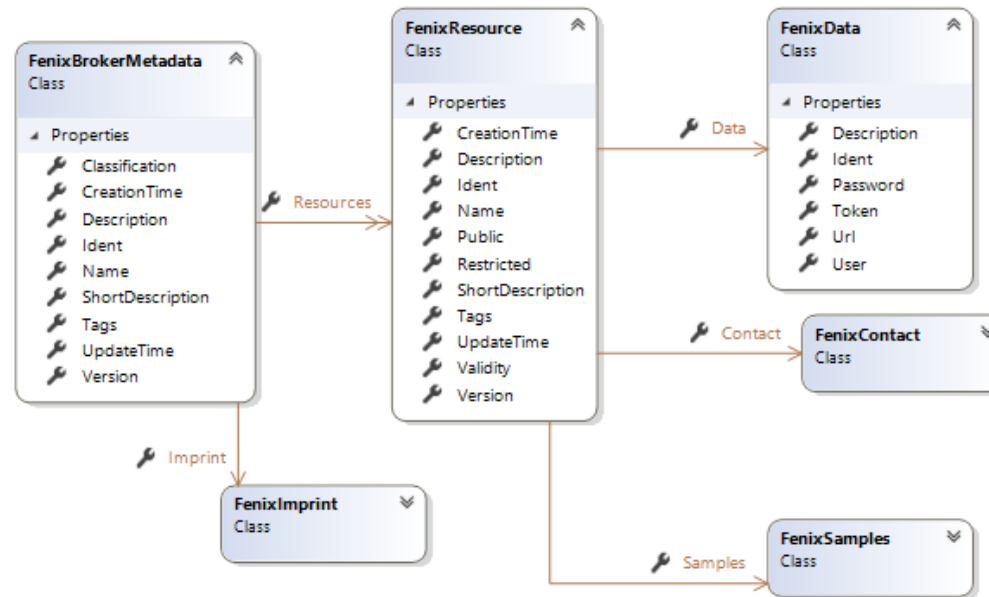 FenixBrokerMetadata
Class
Properties
Classification
CreationTime
Description
Ident
Name
ShortDescription
Tags
UpdateTime
Version
Resources
Imprint
FenixImprint
Class
FenixResource
Class
Properties
CreationTime
Description
Ident
Name
Public
Restricted
ShortDescription
Tags
UpdateTime
Validity
Version
Data
Contact
Samples
FenixData
Class
Properties
Description
Ident
Password
Token
Url
User
FenixContact
Class
FenixSamples
Class